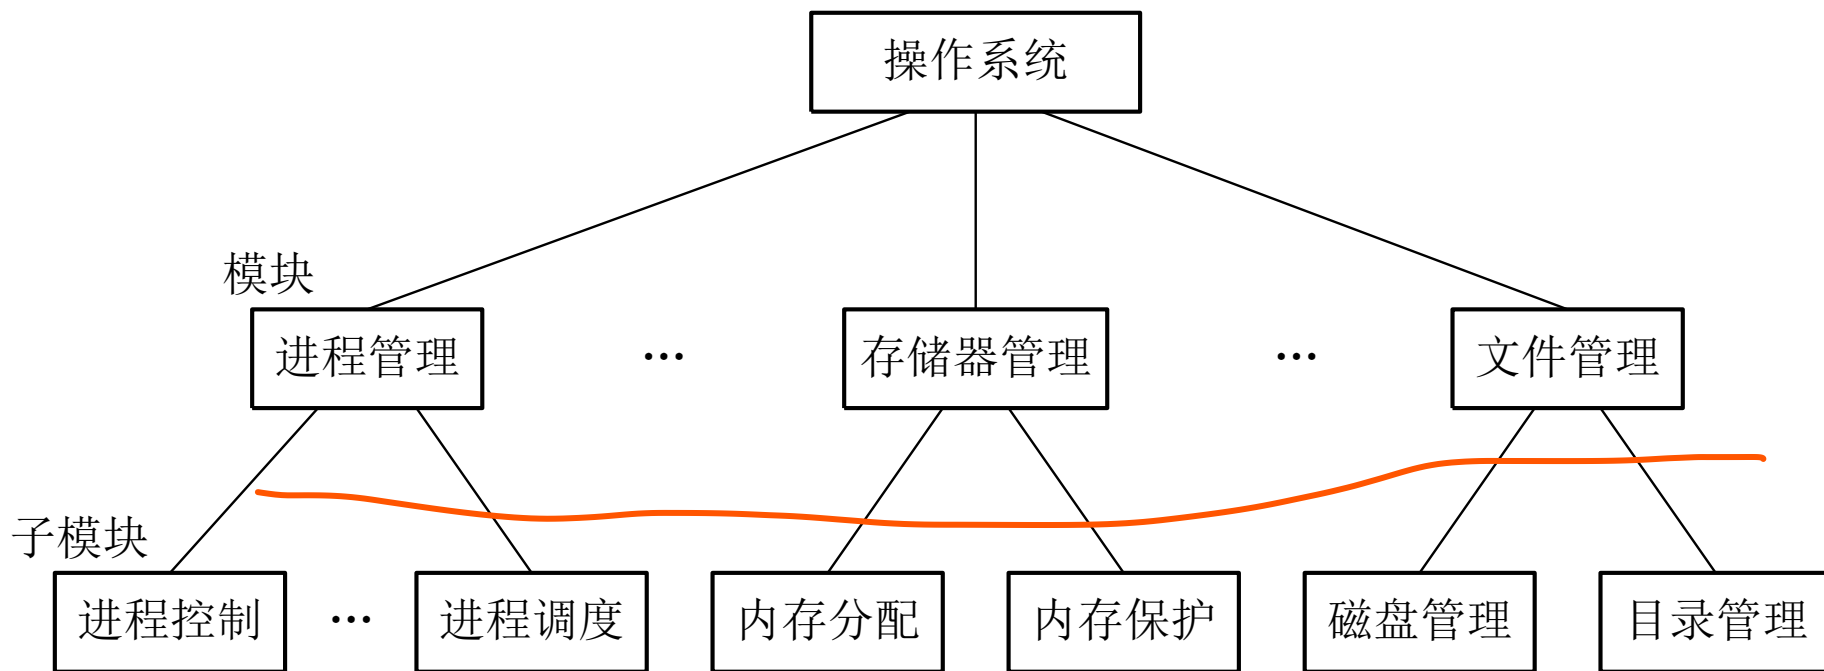 操作系统
模块
进程管理 … 存储器管理 … 文件管理
子模块
进程控制 … 进程调度 内存分配 内存保护 磁盘管理 目录管理